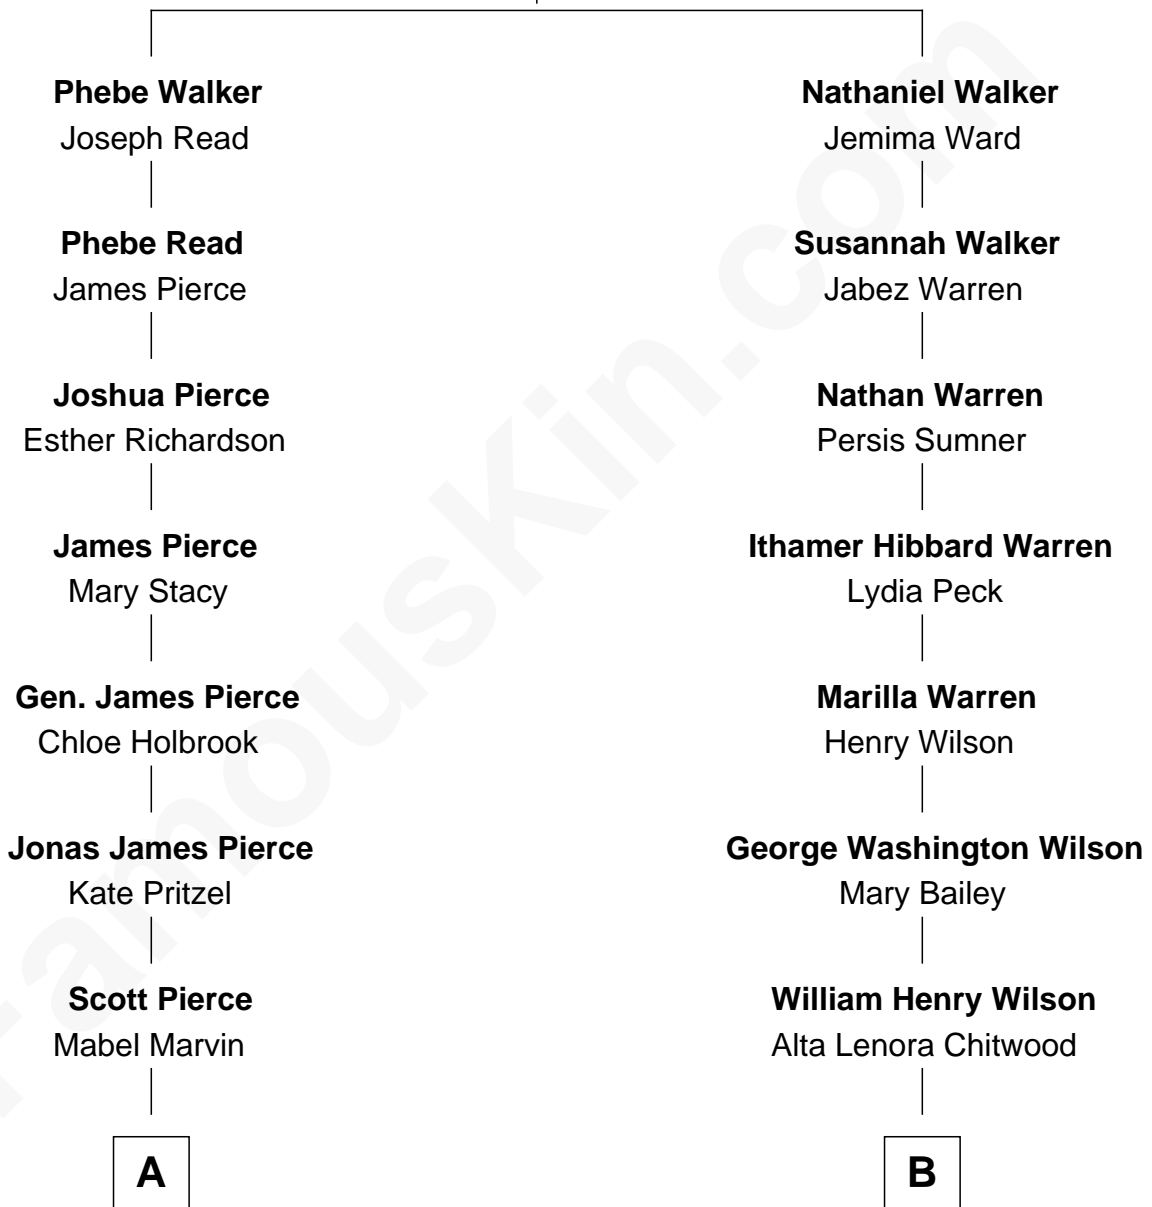 Phebe Walker
Joseph Read
Nathaniel Walker
Jemima Ward
Phebe Read
James Pierce
Susannah Walker
Jabez Warren
Joshua Pierce
Esther Richardson
Nathan Warren
Persis Sumner
James Pierce
Mary Stacy
Ithamer Hibbard Warren
Lydia Peck
Gen. James Pierce
Chloe Holbrook
Marilla Warren
Henry Wilson
Jonas James Pierce
Kate Pritzel
George Washington Wilson
Mary Bailey
Scott Pierce
Mabel Marvin
William Henry Wilson
Alta Lenora Chitwood
A
B
FamousKin.com